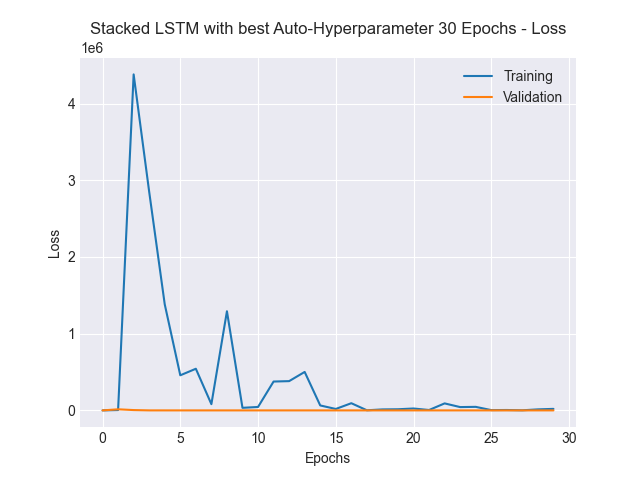 Stacked LSTM with best Auto-Hyperparameter 30 Epochs - Loss
1e6
Training
Validation
4
3
2
1
0
Loss
0 5 10 15 20 25 30
Epochs